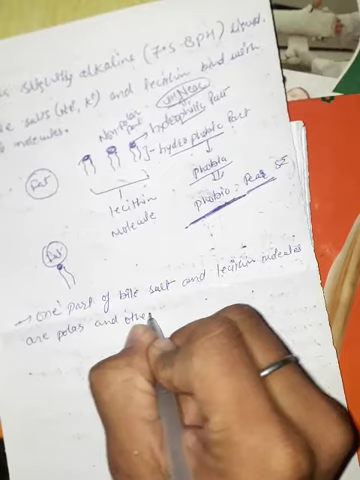 is slightly alkaline (7.5-8 PH) liquid.
salts (Na+, K+) and lecithin bind with
molecules.
Non Polar
Part
hydrophilic Part
hydrophobic Part
phobia
phobia - Fear से
Fat
lecithin
Molecule
Fat
→ One part of bile salt and lecithin molecules
are polar and othe